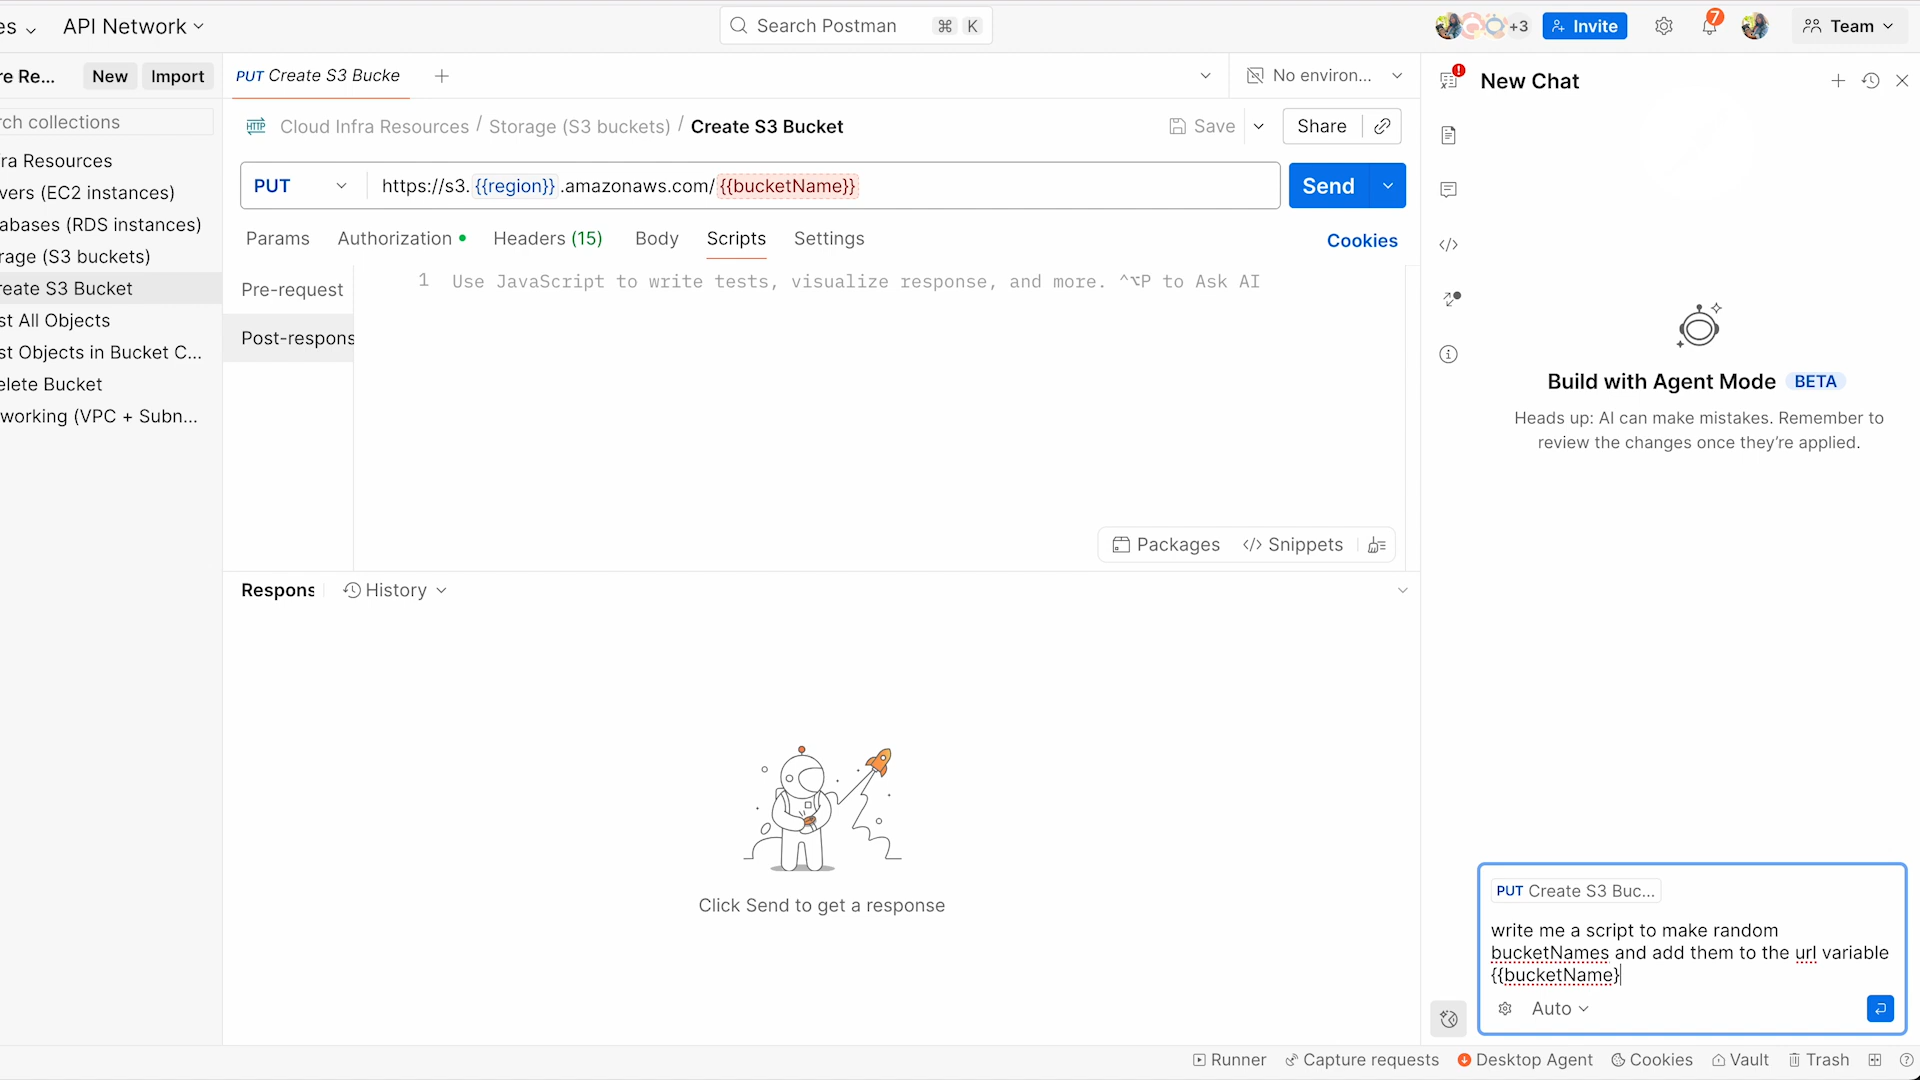 es
API Network
Search Postman
⌘ K
+3
Invite
7
Team
re Re...
New
Import
PUT Create S3 Bucke
No environ...
New Chat
rch collections
Cloud Infra Resources / Storage (S3 buckets) / Create S3 Bucket
Save
Share
ra Resources
vers (EC2 instances)
abases (RDS instances)
rage (S3 buckets)
reate S3 Bucket
st All Objects
st Objects in Bucket C...
elete Bucket
working (VPC + Subn...
PUT
https://s3.{{region}}.amazonaws.com/{{bucketName}}
Send
Params
Authorization
Headers (15)
Body
Scripts
Settings
Cookies
Pre-request
Post-respons
1 Use JavaScript to write tests, visualize response, and more. ^⌥P to Ask AI
Packages
Snippets
Respons
History
Click Send to get a response
Build with Agent Mode BETA
Heads up: AI can make mistakes. Remember to
review the changes once they’re applied.
PUT Create S3 Buc...
write me a script to make random
bucketNames and add them to the url variable
{{bucketName}
Auto
Runner
Capture requests
Desktop Agent
Cookies
Vault
Trash